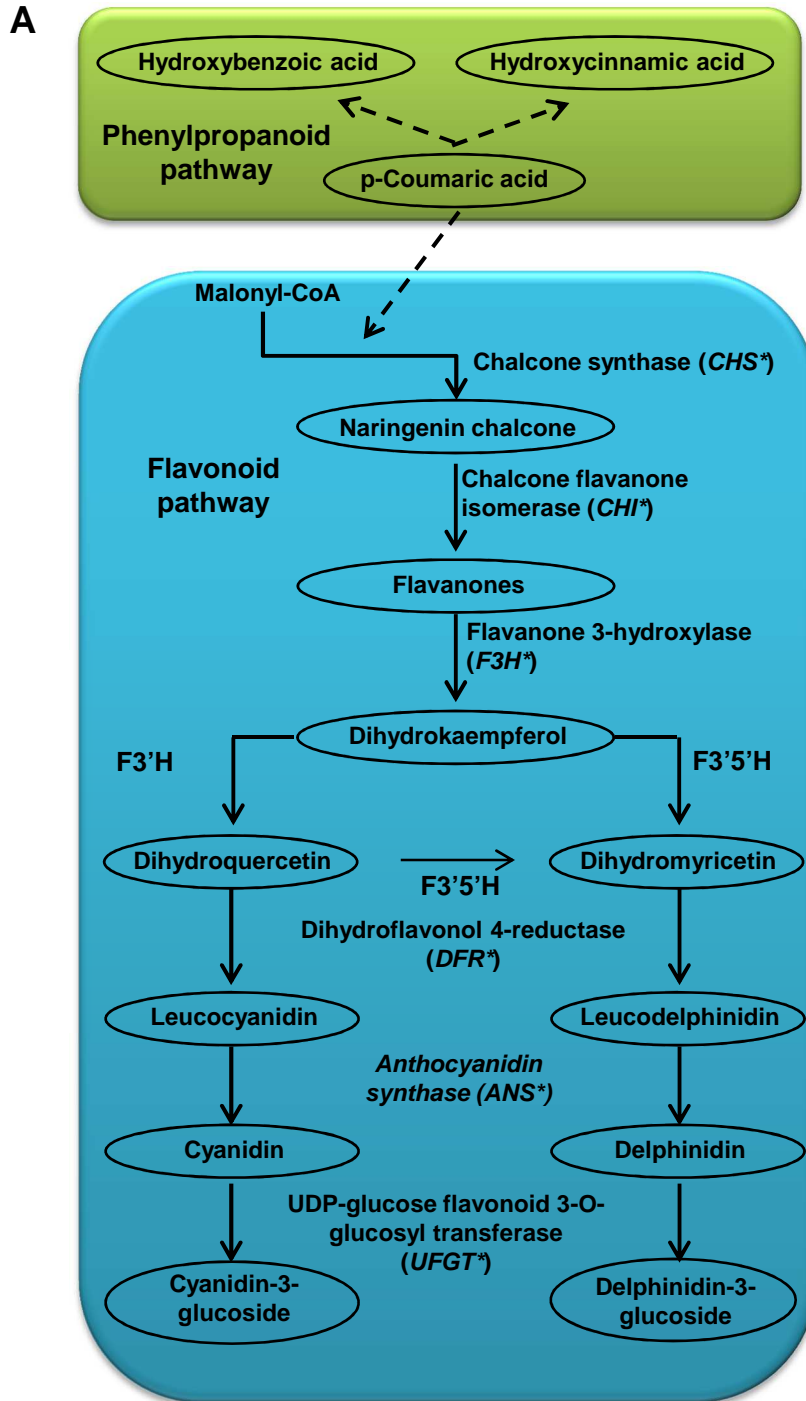 A
Hydroxybenzoic acid
Hydroxycinnamic acid
Phenylpropanoid
pathway
p-Coumaric acid
Malonyl-CoA
Chalcone synthase (CHS*)
Naringenin chalcone
Flavonoid
pathway
Chalcone flavanone
isomerase (CHI*)
Flavanones
Flavanone 3-hydroxylase
(F3H*)
Dihydrokaempferol
F3’H
F3’5’H
Dihydroquercetin
Dihydromyricetin
F3’5’H
Dihydroflavonol 4-reductase
(DFR*)
Leucocyanidin
Leucodelphinidin
Anthocyanidin
synthase (ANS*)
Cyanidin
Delphinidin
UDP-glucose flavonoid 3-O-
glucosyl transferase
(UFGT*)
Cyanidin-3-
glucoside
Delphinidin-3-
glucoside